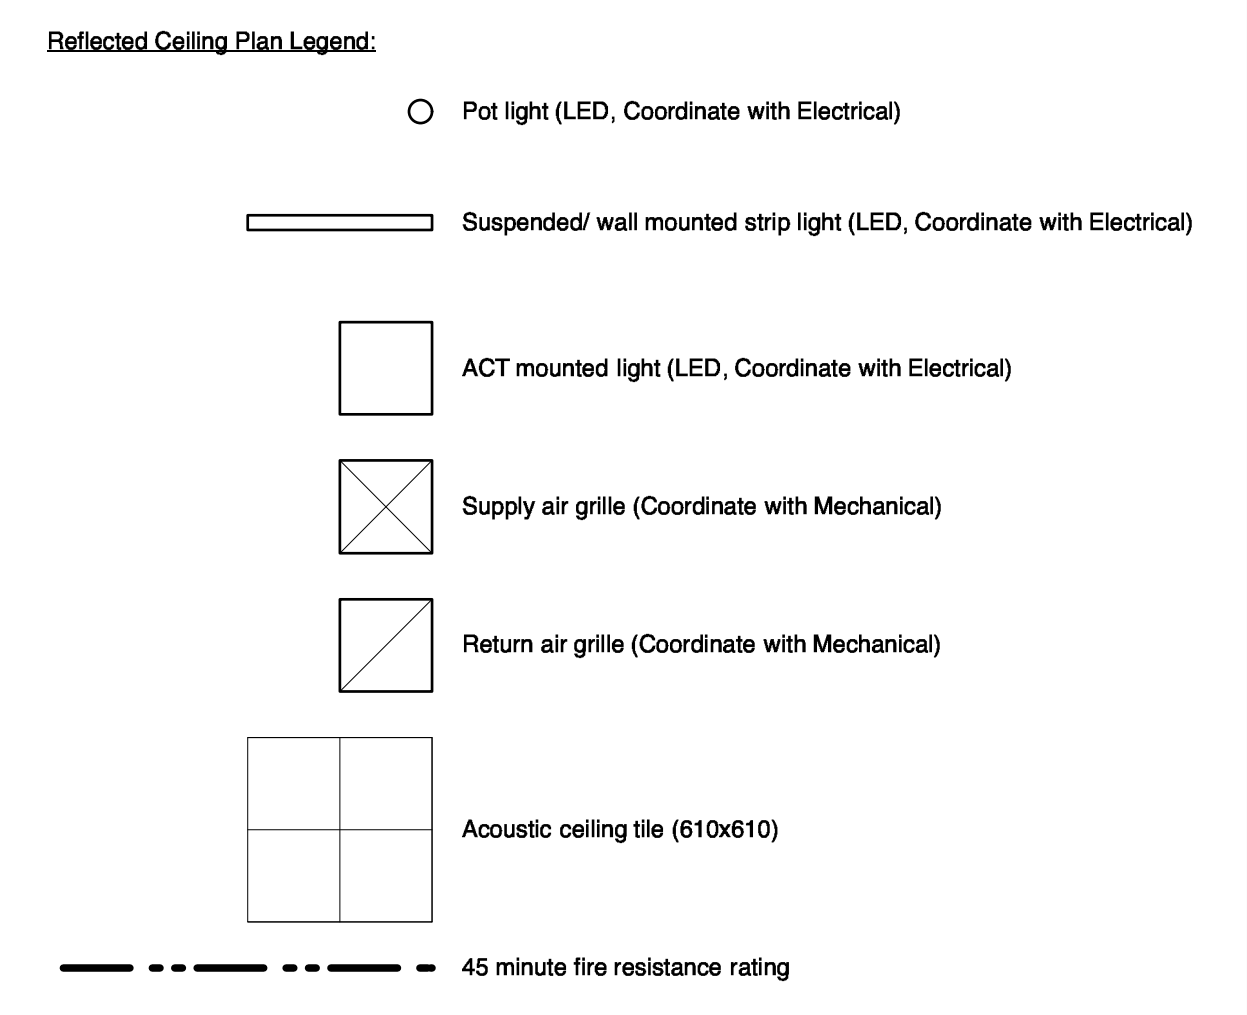 Reflected Ceiling Plan Legend:
Pot light (LED, Coordinate with Electrical)
Suspended/ wall mounted strip light (LED, Coordinate with Electrical)
ACT mounted light (LED, Coordinate with Electrical)
Supply air grille (Coordinate with Mechanical)
Return air grille (Coordinate with Mechanical)
Acoustic ceiling tile (610x610)
45 minute fire resistance rating